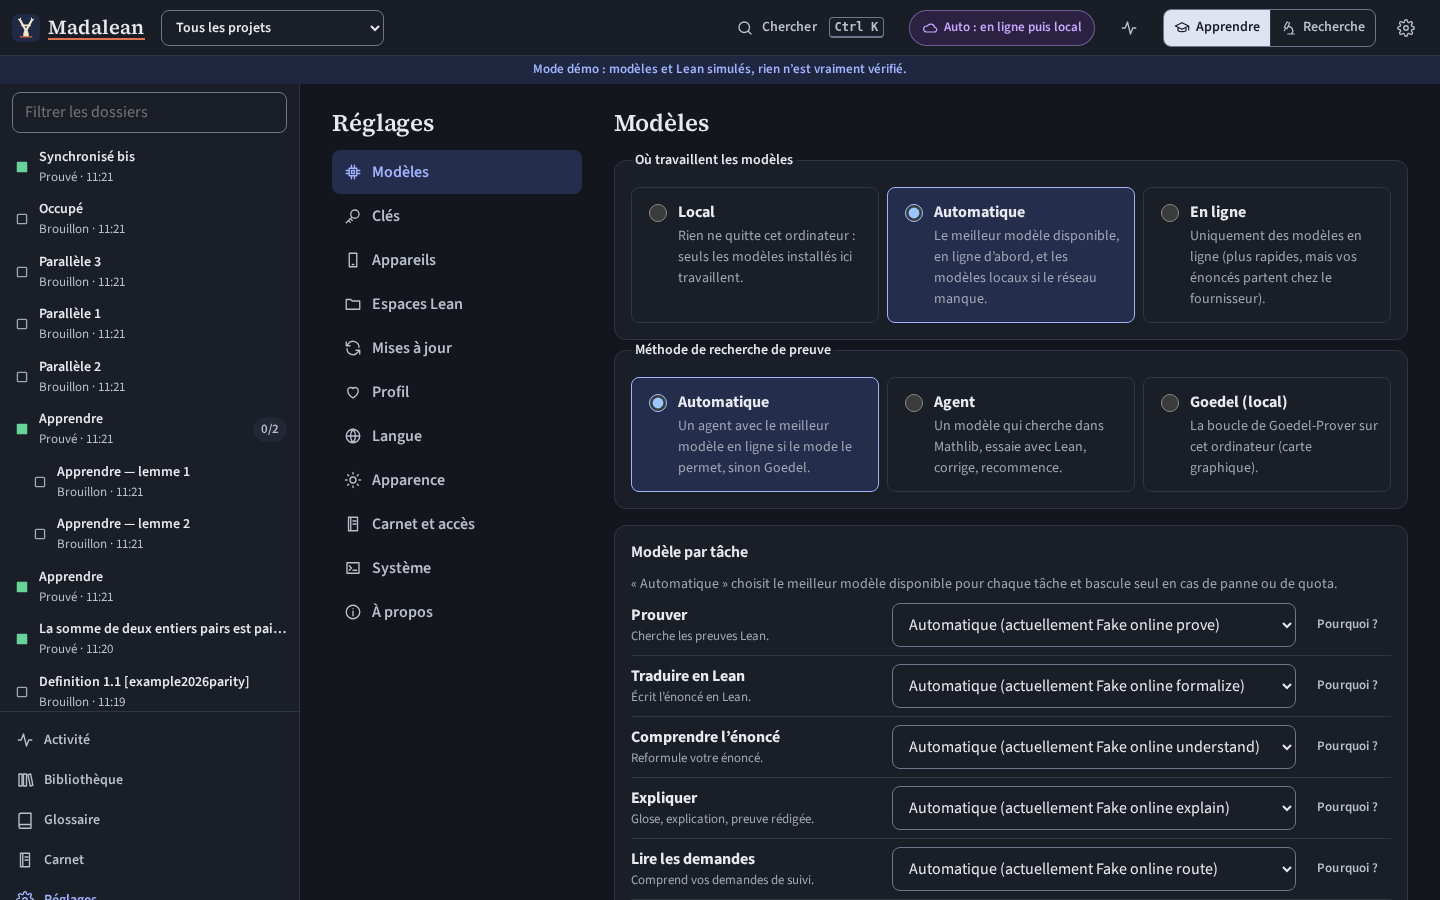 Madalean
Tous les projets
Chercher Ctrl K
Auto : en ligne puis local
Apprendre
Recherche
Mode démo : modèles et Lean simulés, rien n’est vraiment vérifié.
Filtrer les dossiers
Synchronisé bis
Prouvé · 11:21
Occupé
Brouillon · 11:21
Parallèle 3
Brouillon · 11:21
Parallèle 1
Brouillon · 11:21
Parallèle 2
Brouillon · 11:21
Apprendre
Prouvé · 11:21
0/2
Apprendre — lemme 1
Brouillon · 11:21
Apprendre — lemme 2
Brouillon · 11:21
Apprendre
Prouvé · 11:21
La somme de deux entiers pairs est pai…
Prouvé · 11:20
Definition 1.1 [example2026parity]
Brouillon · 11:19
Activité
Bibliothèque
Glossaire
Carnet
Réglages
Réglages
Modèles
Clés
Appareils
Espaces Lean
Mises à jour
Profil
Langue
Apparence
Carnet et accès
Système
À propos
Modèles
Où travaillent les modèles
Local
Rien ne quitte cet ordinateur :
seuls les modèles installés ici
travaillent.
Automatique
Le meilleur modèle disponible,
en ligne d’abord, et les
modèles locaux si le réseau
manque.
En ligne
Uniquement des modèles en
ligne (plus rapides, mais vos
énoncés partent chez le
fournisseur).
Méthode de recherche de preuve
Automatique
Un agent avec le meilleur
modèle en ligne si le mode le
permet, sinon Goedel.
Agent
Un modèle qui cherche dans
Mathlib, essaie avec Lean,
corrige, recommence.
Goedel (local)
La boucle de Goedel-Prover sur
cet ordinateur (carte
graphique).
Modèle par tâche
« Automatique » choisit le meilleur modèle disponible pour chaque tâche et bascule seul en cas de panne ou de quota.
Prouver
Cherche les preuves Lean.
Automatique (actuellement Fake online prove)
Pourquoi ?
Traduire en Lean
Écrit l’énoncé en Lean.
Automatique (actuellement Fake online formalize)
Pourquoi ?
Comprendre l’énoncé
Reformule votre énoncé.
Automatique (actuellement Fake online understand)
Pourquoi ?
Expliquer
Glose, explication, preuve rédigée.
Automatique (actuellement Fake online explain)
Pourquoi ?
Lire les demandes
Comprend vos demandes de suivi.
Automatique (actuellement Fake online route)
Pourquoi ?